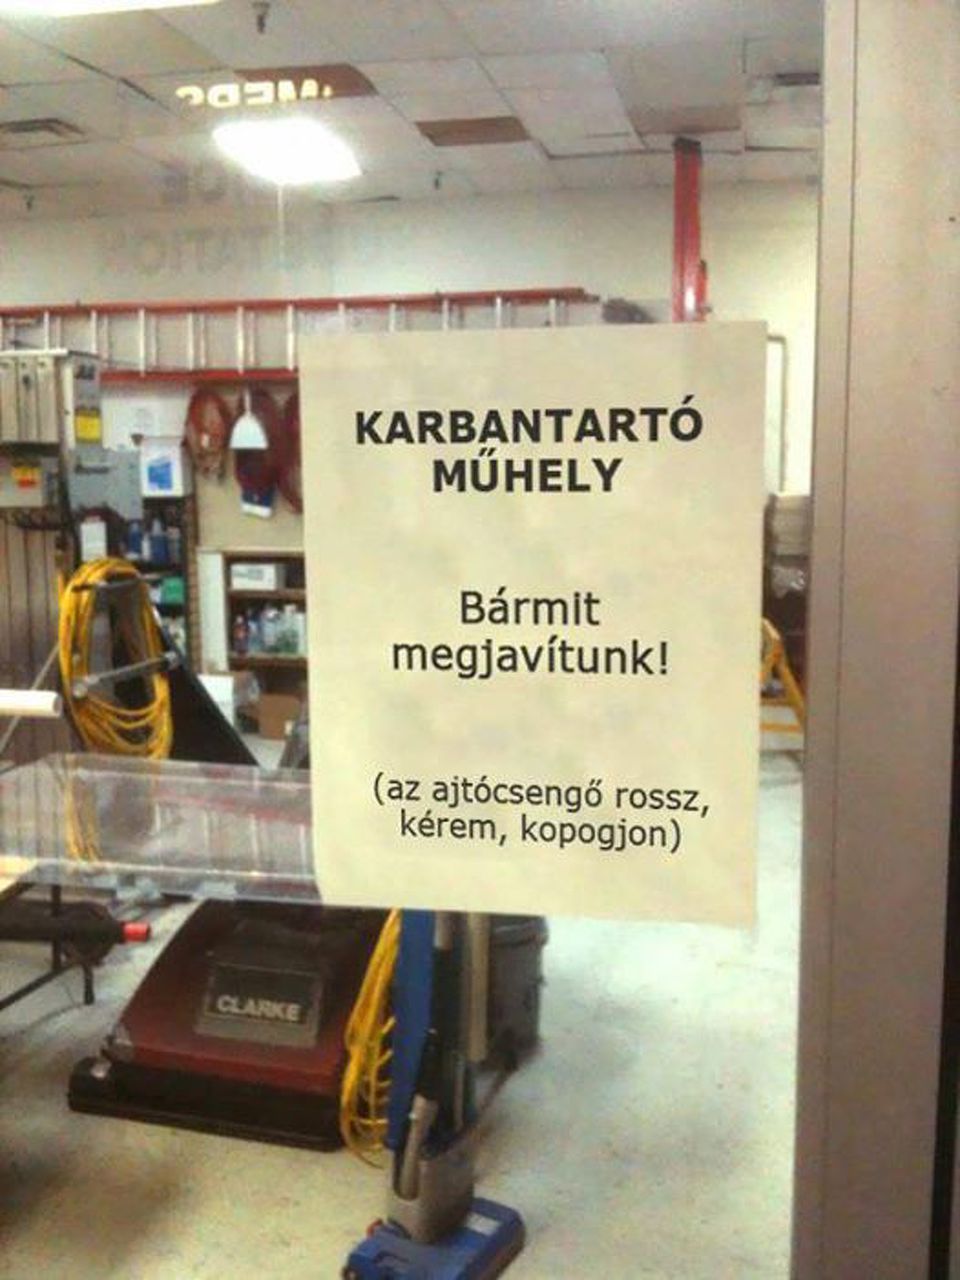 KARBANTARTÓ
MŰHELY
Bármit
megjavítunk!
(az ajtócsengő rossz,
kérem, kopogjon)
CLARKE